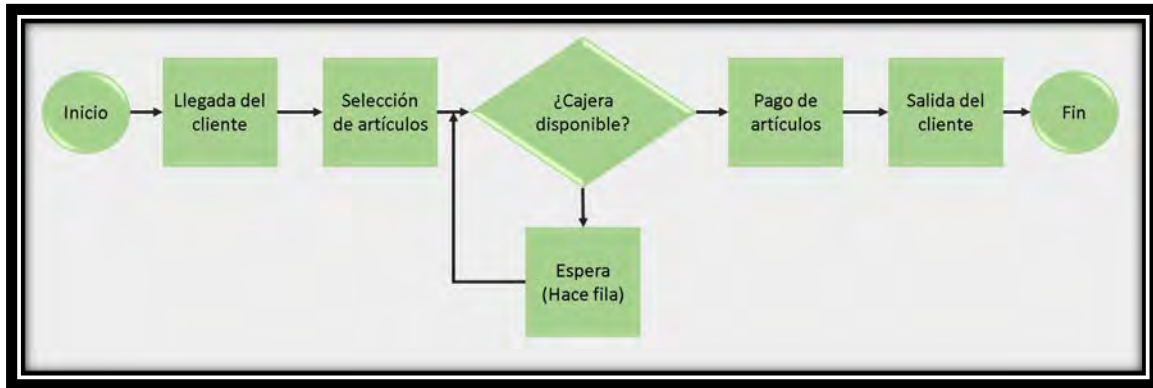 Inicio
Llegada del
cliente
Selección
de artículos
¿Cajera
disponible?
Pago de
artículos
Salida del
cliente
Fin
Espera
(Hace fila)